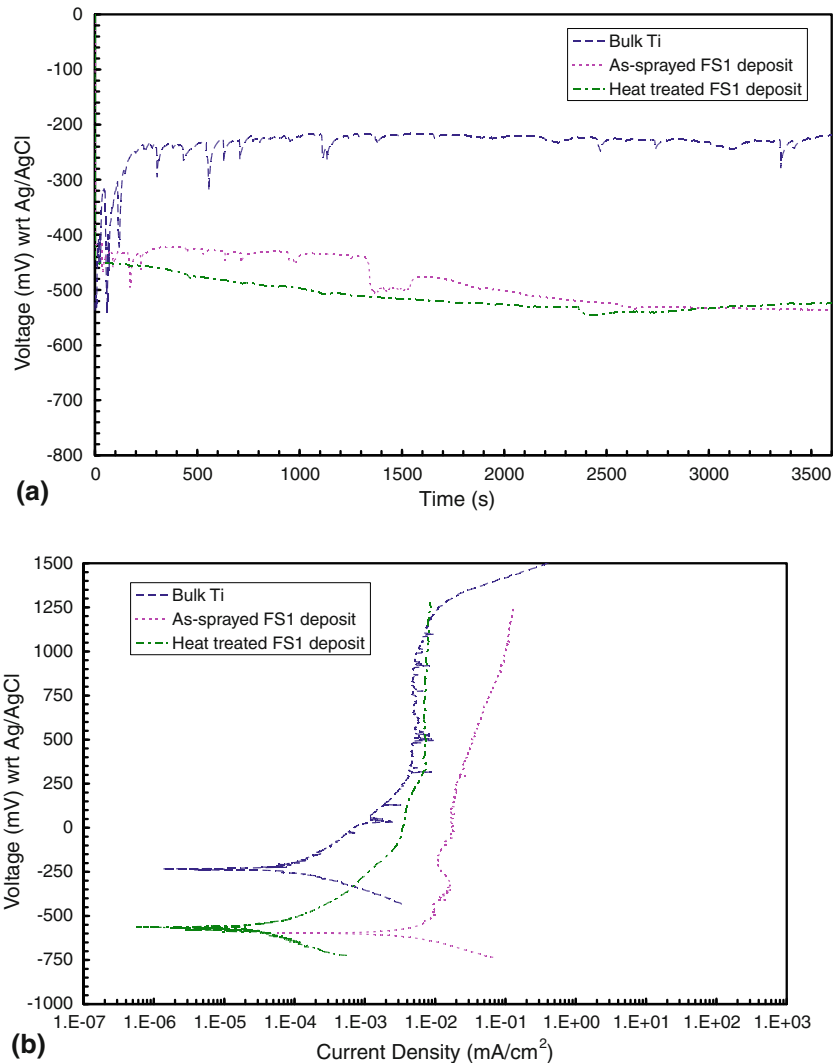 0
-100
-200
-300
-400
-500
-600
-700
-800
Voltage (mV) wrt Ag/AgCl
Bulk Ti
As-sprayed FS1 deposit
Heat treated FS1 deposit
0 500 1000 1500 2000 2500 3000 3500
Time (s)
(a)
1500
1250
1000
750
500
250
0
-250
-500
-750
-1000
Voltage (mV) wrt Ag/AgCl
Bulk Ti
As-sprayed FS1 deposit
Heat treated FS1 deposit
1.E-07 1.E-06 1.E-05 1.E-04 1.E-03 1.E-02 1.E-01 1.E+00 1.E+01 1.E+02 1.E+03
Current Density (mA/cm²)
(b)